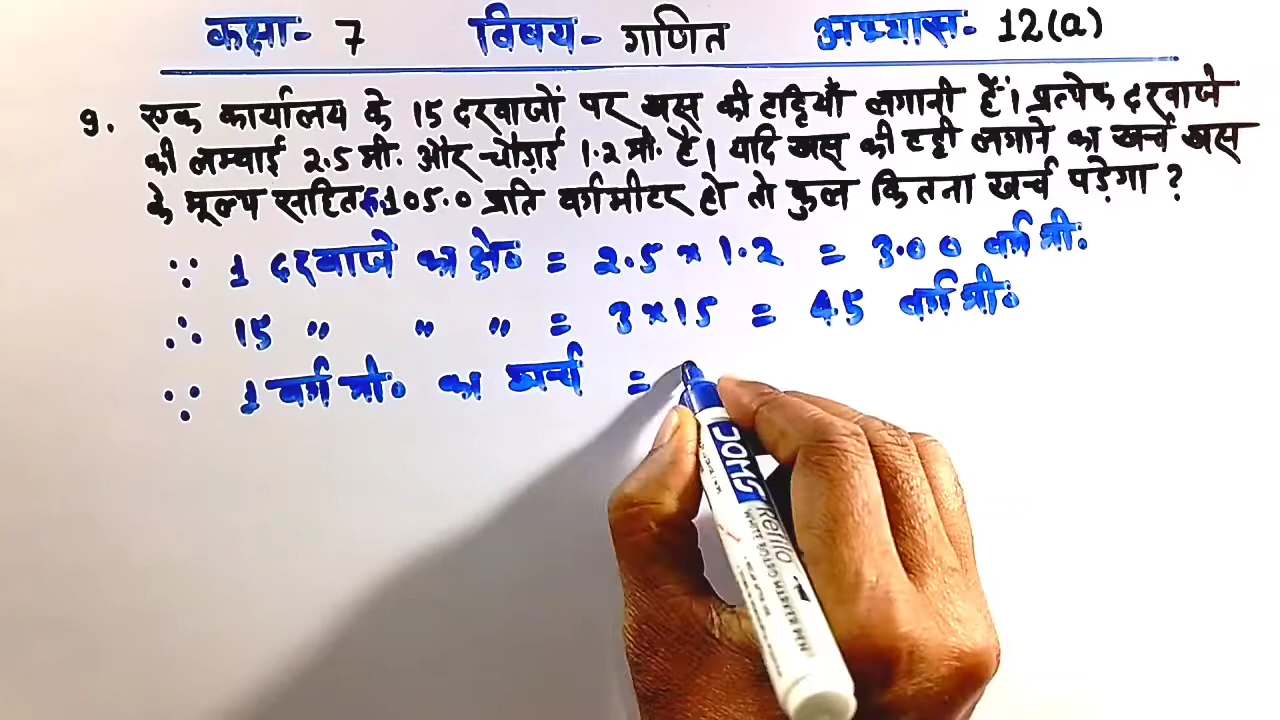 कक्षा- 7 विषय- गणित अभ्यास- 12(a)
9. एक कार्यालय के 15 दरवाजों पर खस की टट्टियाँ लगानी हैं। प्रत्येक दरवाजे
की लम्बाई 2.5 मी. और चौड़ाई 1.2 मी. है। यदि खस की टट्टी लगाने का खर्च खस
के मूल्य सहित रु.105.0 प्रति वर्गमीटर हो तो कुल कितना खर्च पड़ेगा ?
∵ 1 दरवाजे का क्षे० = 2.5 × 1.2 = 3.00 वर्ग मी०
∴ 15 " " " = 3×15 = 45 वर्ग मी०
∵ 1 वर्ग मी० का खर्च =
DOMS
Refilo